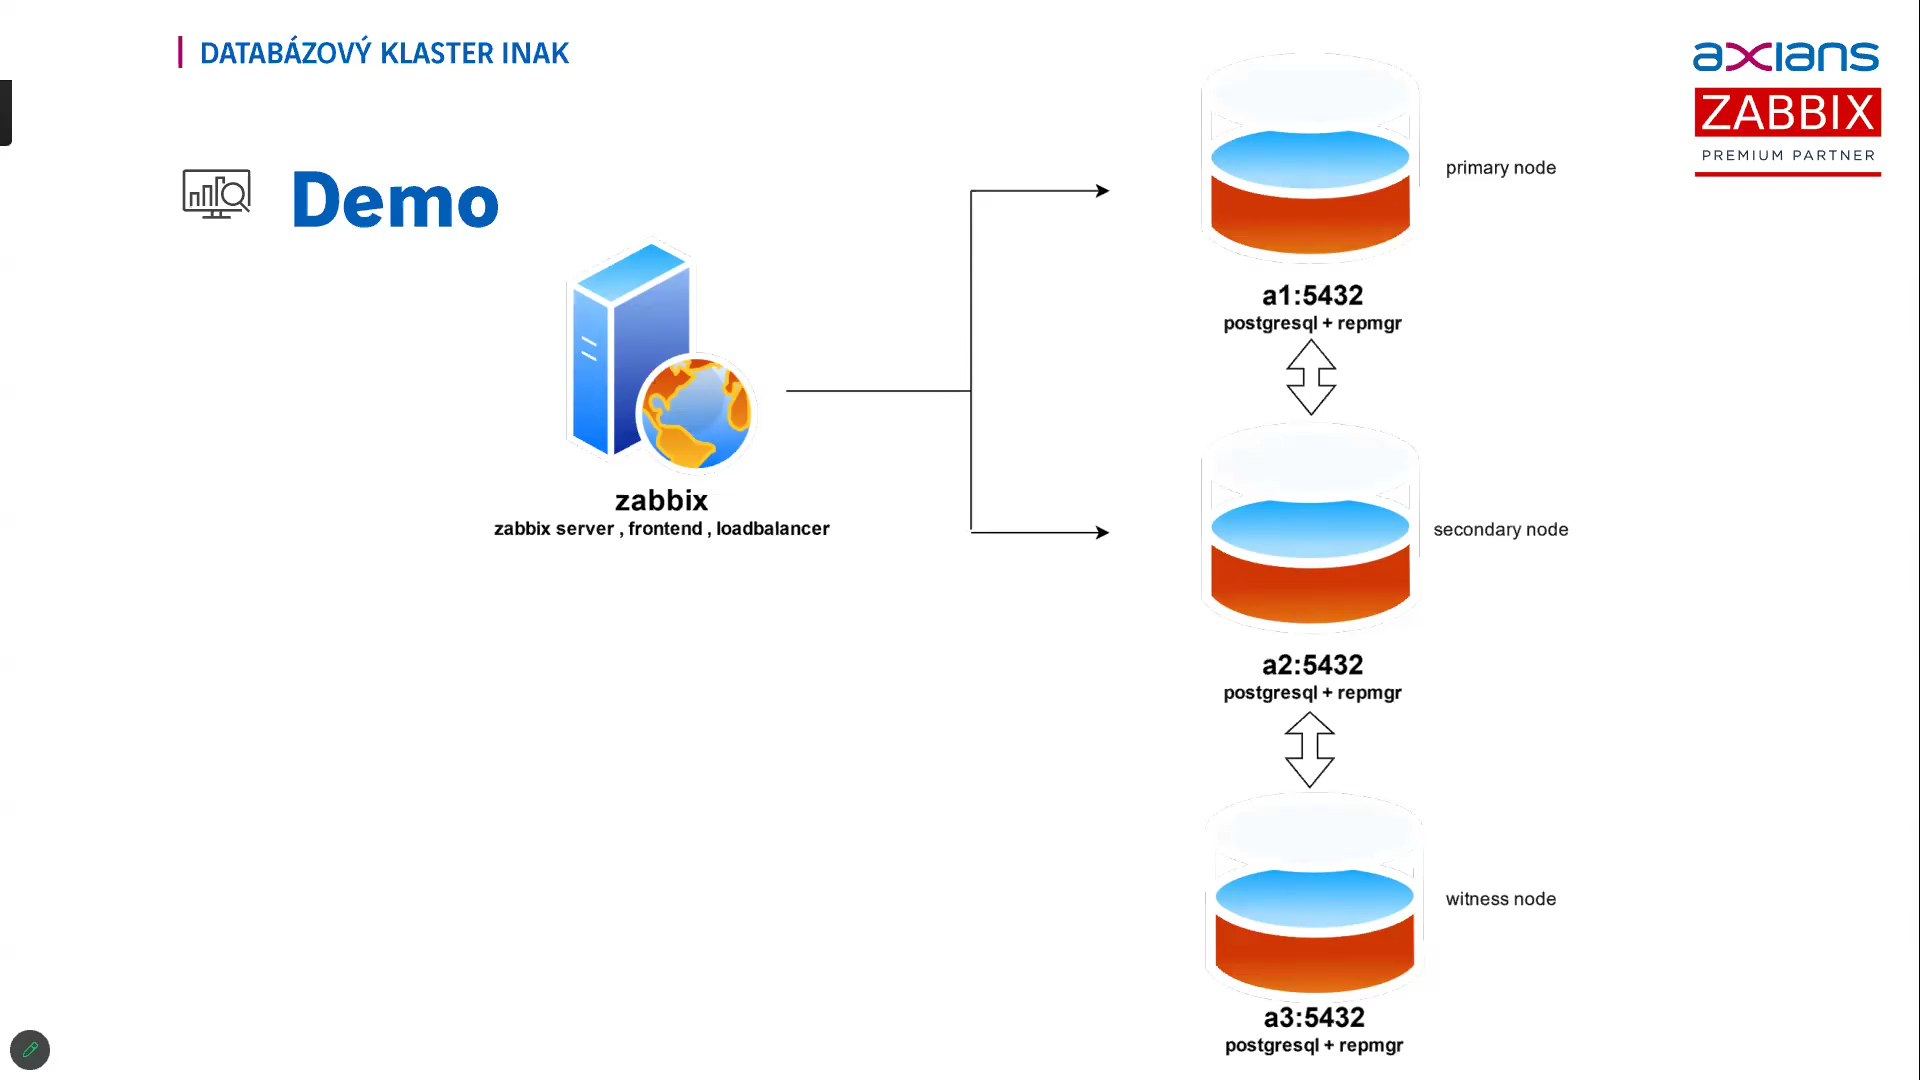 DATABÁZOVÝ KLASTER INAK
axians
ZABBIX
PREMIUM PARTNER
Demo
primary node
a1:5432
postgresql + repmgr
zabbix
zabbix server , frontend , loadbalancer
secondary node
a2:5432
postgresql + repmgr
witness node
a3:5432
postgresql + repmgr